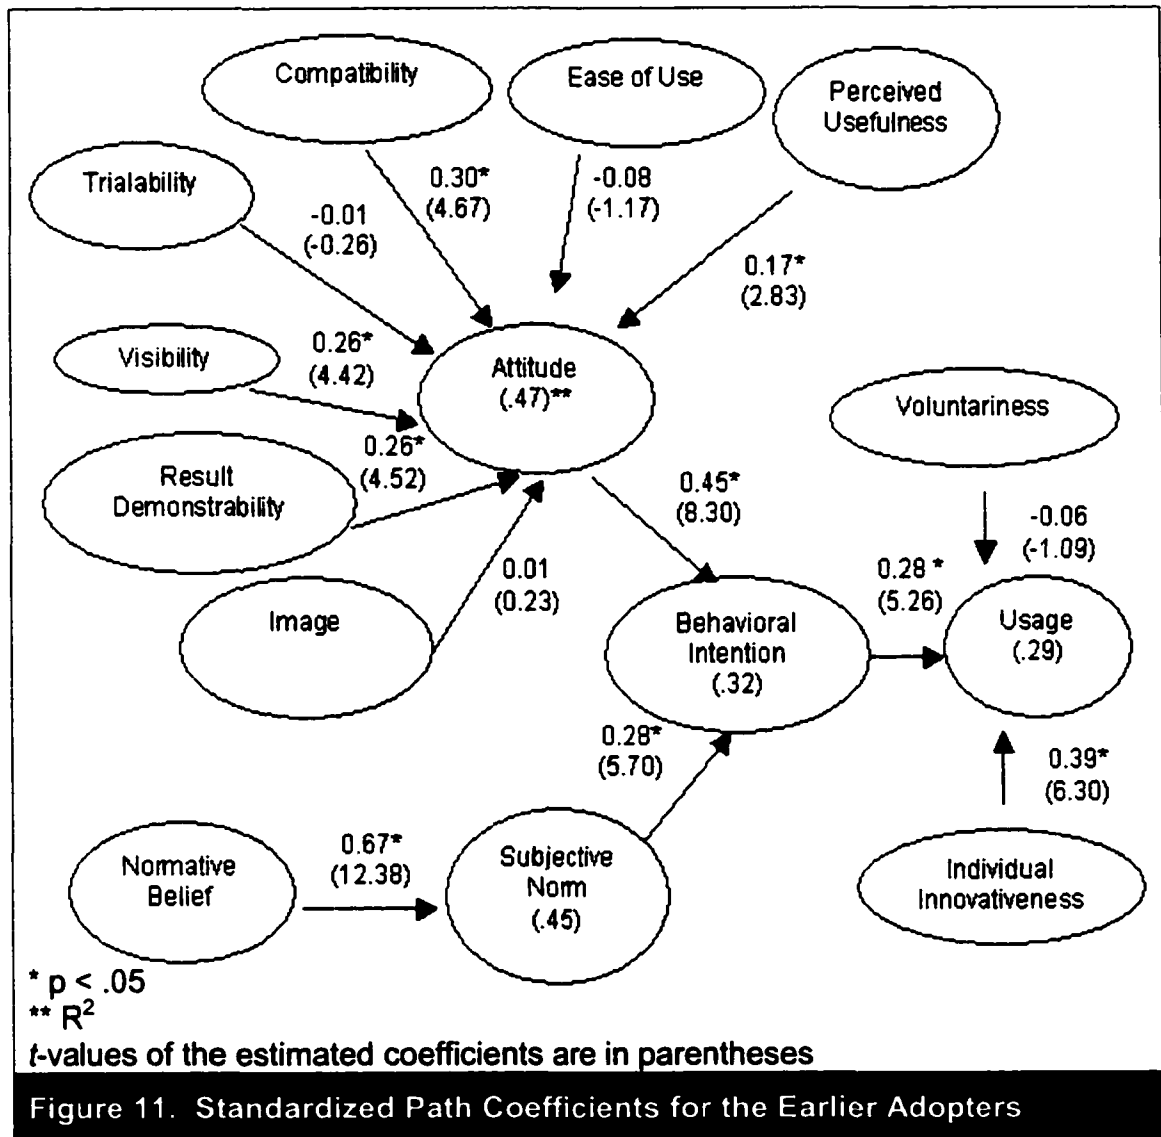 Compatibility
Ease of Use
Perceived
Usefulness
Trialability
-0.01
(-0.26)
0.30*
(4.67)
-0.08
(-1.17)
0.17*
(2.83)
Visibility
0.26*
(4.42)
Attitude
(.47)**
Voluntariness
Result
Demonstrability
0.26*
(4.52)
0.45*
(8.30)
-0.06
(-1.09)
Image
0.01
(0.23)
Behavioral
Intention
(.32)
0.28 *
(5.26)
Usage
(.29)
0.28*
(5.70)
0.39*
(6.30)
Normative
Belief
0.67*
(12.38)
Subjective
Norm
(.45)
Individual
Innovativeness
* p < .05
** R²
t-values of the estimated coefficients are in parentheses
Figure 11. Standardized Path Coefficients for the Earlier Adopters